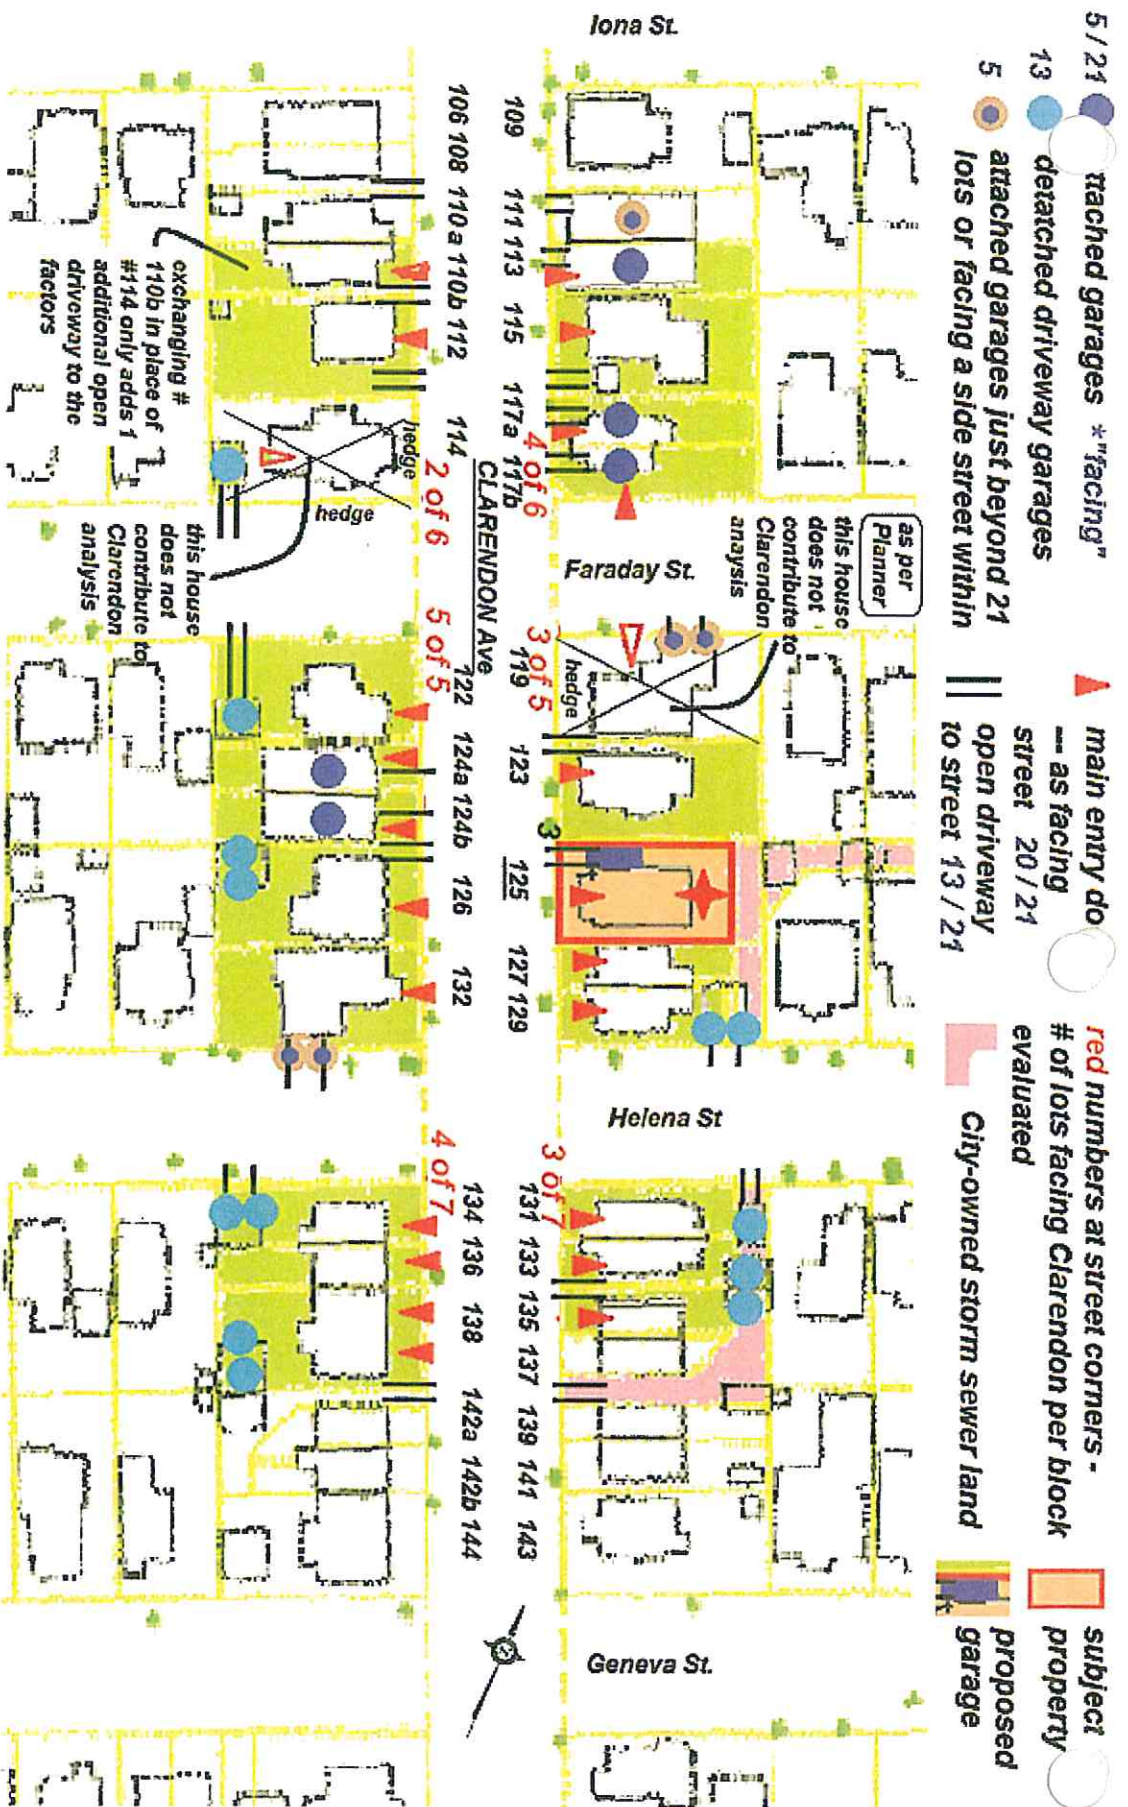 5 / 21 ttached garages *"facing"
13 detatched driveway garages
5 attached garages just beyond 21
lots or facing a side street within
main entry do
-- as facing
street 20 / 21
open driveway
to street 13 / 21
red numbers at street corners -
# of lots facing Clarendon per block
evaluated
City-owned storm sewer land
subject
property
proposed
garage
Iona St.
109
111 113
115
117a
117b
4 of 6
as per
Planner
this house
does not
contribute to
Clarendon
anaysis
Faraday St.
3 of 5
119
hedge
123
3
125
127 129
Helena St
3 of 7
131
133
135
137
139
141
143
Geneva St.
CLARENDON Ave
106 108
110a
110b
112
114
2 of 6
hedge
hedge
5 of 5
122
124a
124b
126
132
4 of 7
134
136
138
142a
142b
144
exchanging #
110b in place of
#114 only adds 1
additional open
driveway to the
factors
this house
does not
contribute to
Clarendon
analysis